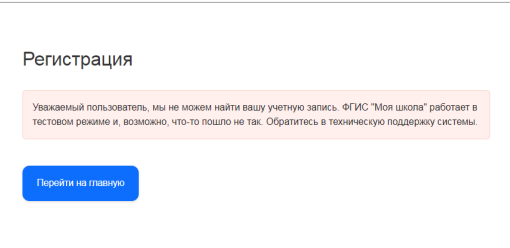 Регистрация
Уважаемый пользователь, мы не можем найти вашу учетную запись. ФГИС "Моя школа" работает в
тестовом режиме и, возможно, что-то пошло не так. Обратитесь в техническую поддержку системы.
Перейти на главную